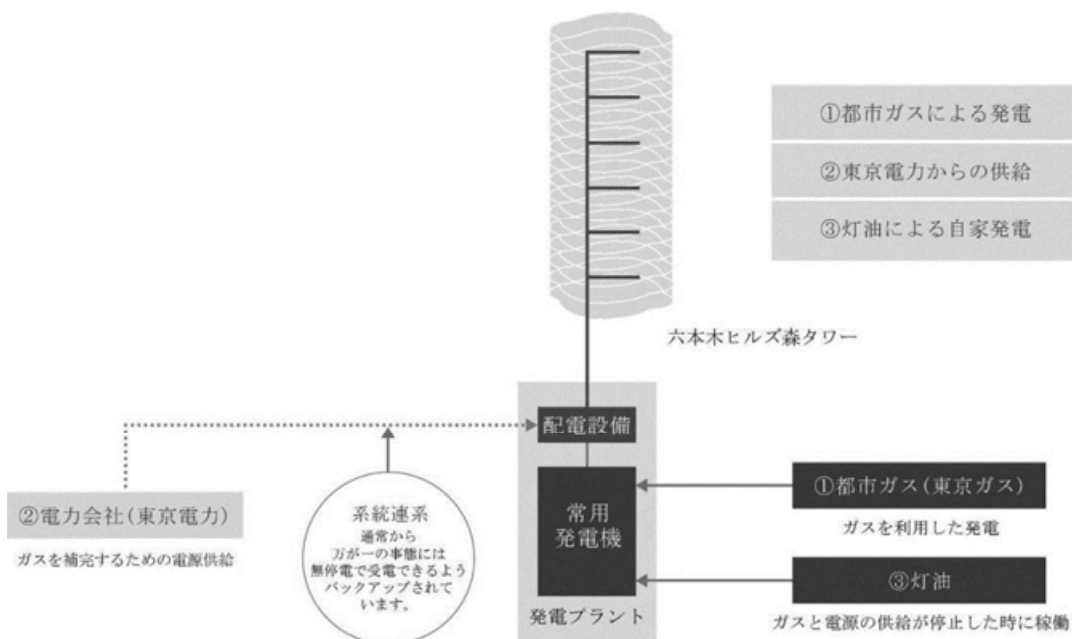 ①都市ガスによる発電
②東京電力からの供給
③灯油による自家発電
六本木ヒルズ森タワー
配電設備
②電力会社(東京電力)
ガスを補完するための電源供給
系統連系
通常から
万が一の事態には
無停電で受電できるよう
バックアップされて
います。
常用
発電機
発電プラント
①都市ガス(東京ガス)
ガスを利用した発電
③灯油
ガスと電源の供給が停止した時に稼働